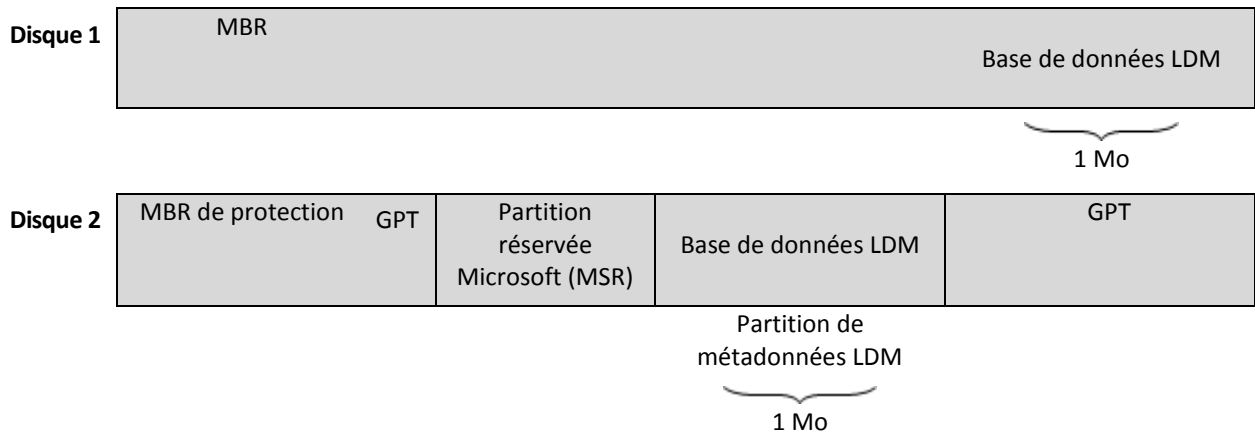 Disque 1
MBR
Base de données LDM
1 Mo
Disque 2
MBR de protection
GPT
Partition
réservée
Microsoft (MSR)
Base de données LDM
GPT
Partition de
métadonnées LDM
1 Mo